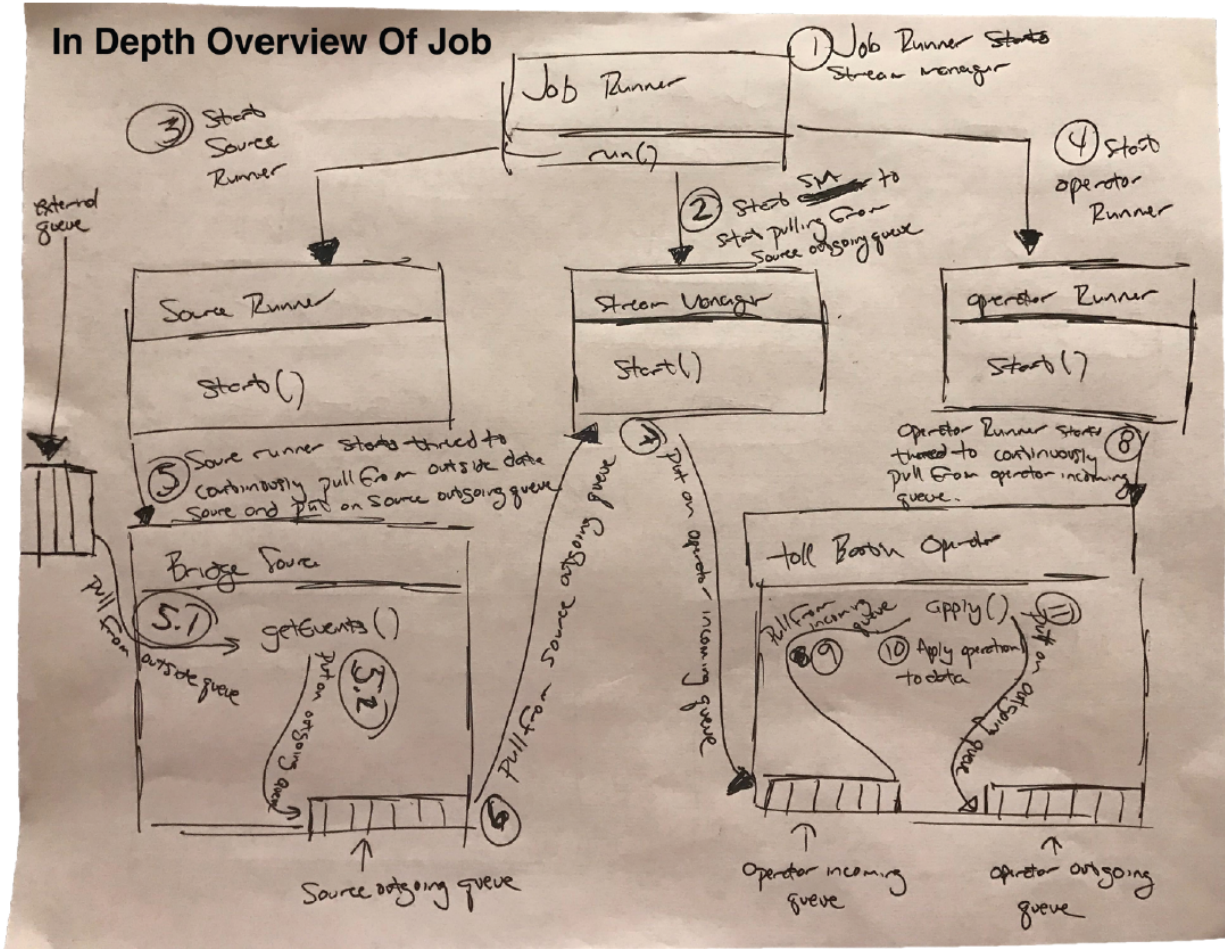 In Depth Overview Of Job
① Job Runner Starts
Stream manager
Job Runner
run()
③ Start
Source
Runner
④ Start
operator
Runner
② Start SM to
start pulling from
Source outgoing queue
external
queue
Source Runner
Start()
Stream Manager
Start()
operator Runner
Start()
⑤ Soure runner starts thread to
continuously pull from outside data
soure and put on source outgoing queue
Operator Runner starts ⑧
thread to continuously
pull from operator incoming
queue.
Bridge Source
5.1
pull from outside queue
getEvents()
5.2
put on outgoing queue
⑥
pulling from source outgoing queue
⑦
put on operator incoming queue
toll Booth Operator
apply()
pull from incoming
queue
⑨
⑩ Apply operation
to data
⑪
put on outgoing queue
Source outgoing queue
Operator incoming
queue
operator outgoing
queue